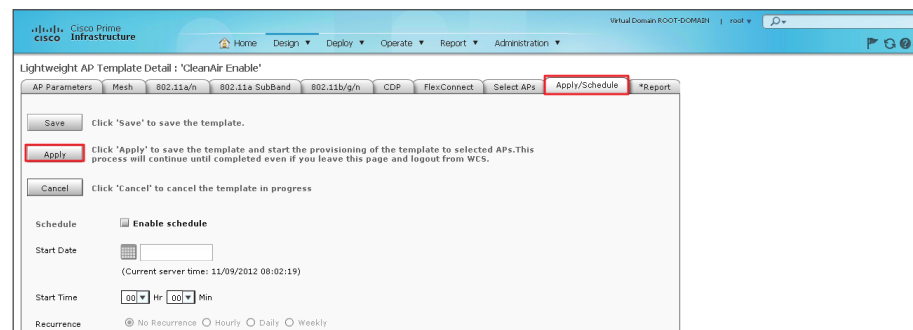 Virtual Domain ROOT-DOMAIN | root
Cisco Prime
CISCO Infrastructure
Home Design Deploy Operate Report Administration
Lightweight AP Template Detail : 'CleanAir Enable'
AP Parameters Mesh 802.11a/n 802.11a SubBand 802.11b/g/n CDP FlexConnect Select APs Apply/Schedule *Report
Save Click 'Save' to save the template.
Apply Click 'Apply' to save the template and start the provisioning of the template to selected APs.This
process will continue until completed even if you leave this page and logout from WCS.
Cancel Click 'Cancel' to cancel the template in progress
Schedule Enable schedule
Start Date
(Current server time: 11/09/2012 08:02:19)
Start Time 00 Hr 00 Min
Recurrence No Recurrence Hourly Daily Weekly